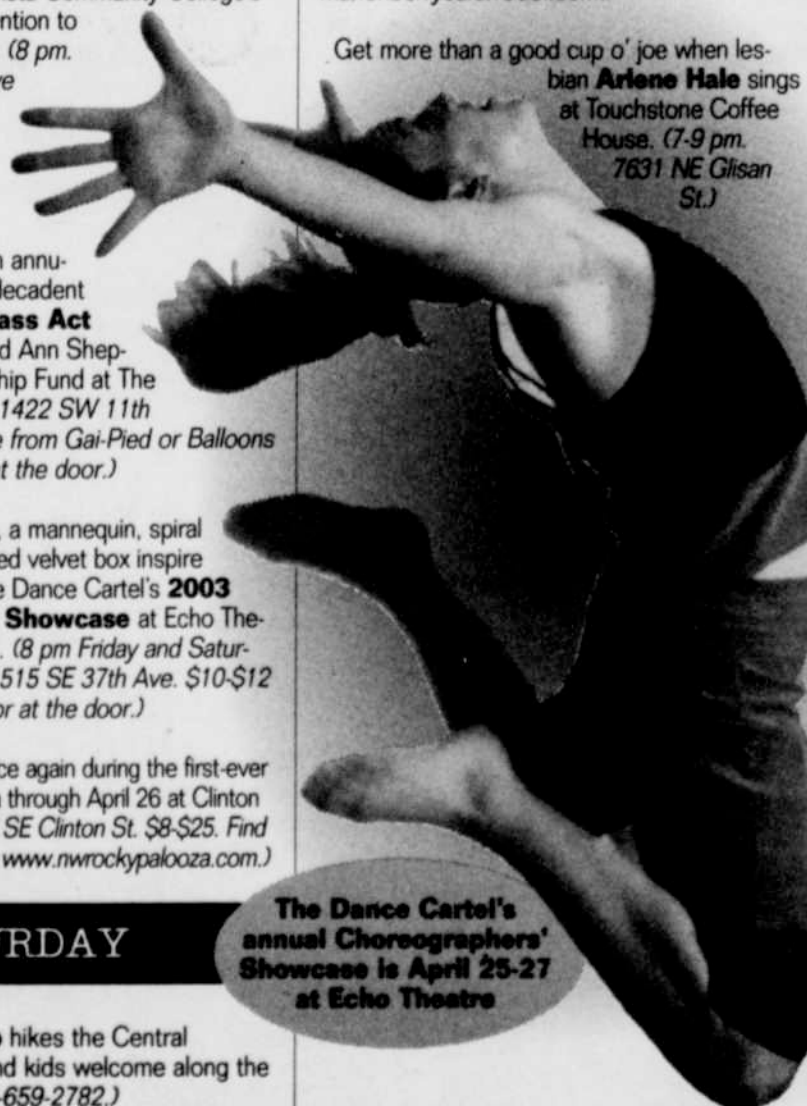 ntion to
(8 pm.
ve
n annu-
decadent
ass Act
d Ann Shep-
hip Fund at The
1422 SW 11th
e from Gai-Pied or Balloons
t the door.)
, a mannequin, spiral
ed velvet box inspire
e Dance Cartel's 2003
Showcase at Echo The-
. (8 pm Friday and Satur-
515 SE 37th Ave. $10-$12
or at the door.)
ce again during the first-ever
through April 26 at Clinton
SE Clinton St. $8-$25. Find
www.nwrockypalooza.com.)
RDAY
o hikes the Central
nd kids welcome along the
-659-2782.)
Get more than a good cup o' joe when les-
bian Arlene Hale sings
at Touchstone Coffee
House. (7-9 pm.
7631 NE Glisan
St.)
The Dance Cartel's
annual Choreographers'
Showcase is April 25-27
at Echo Theatre